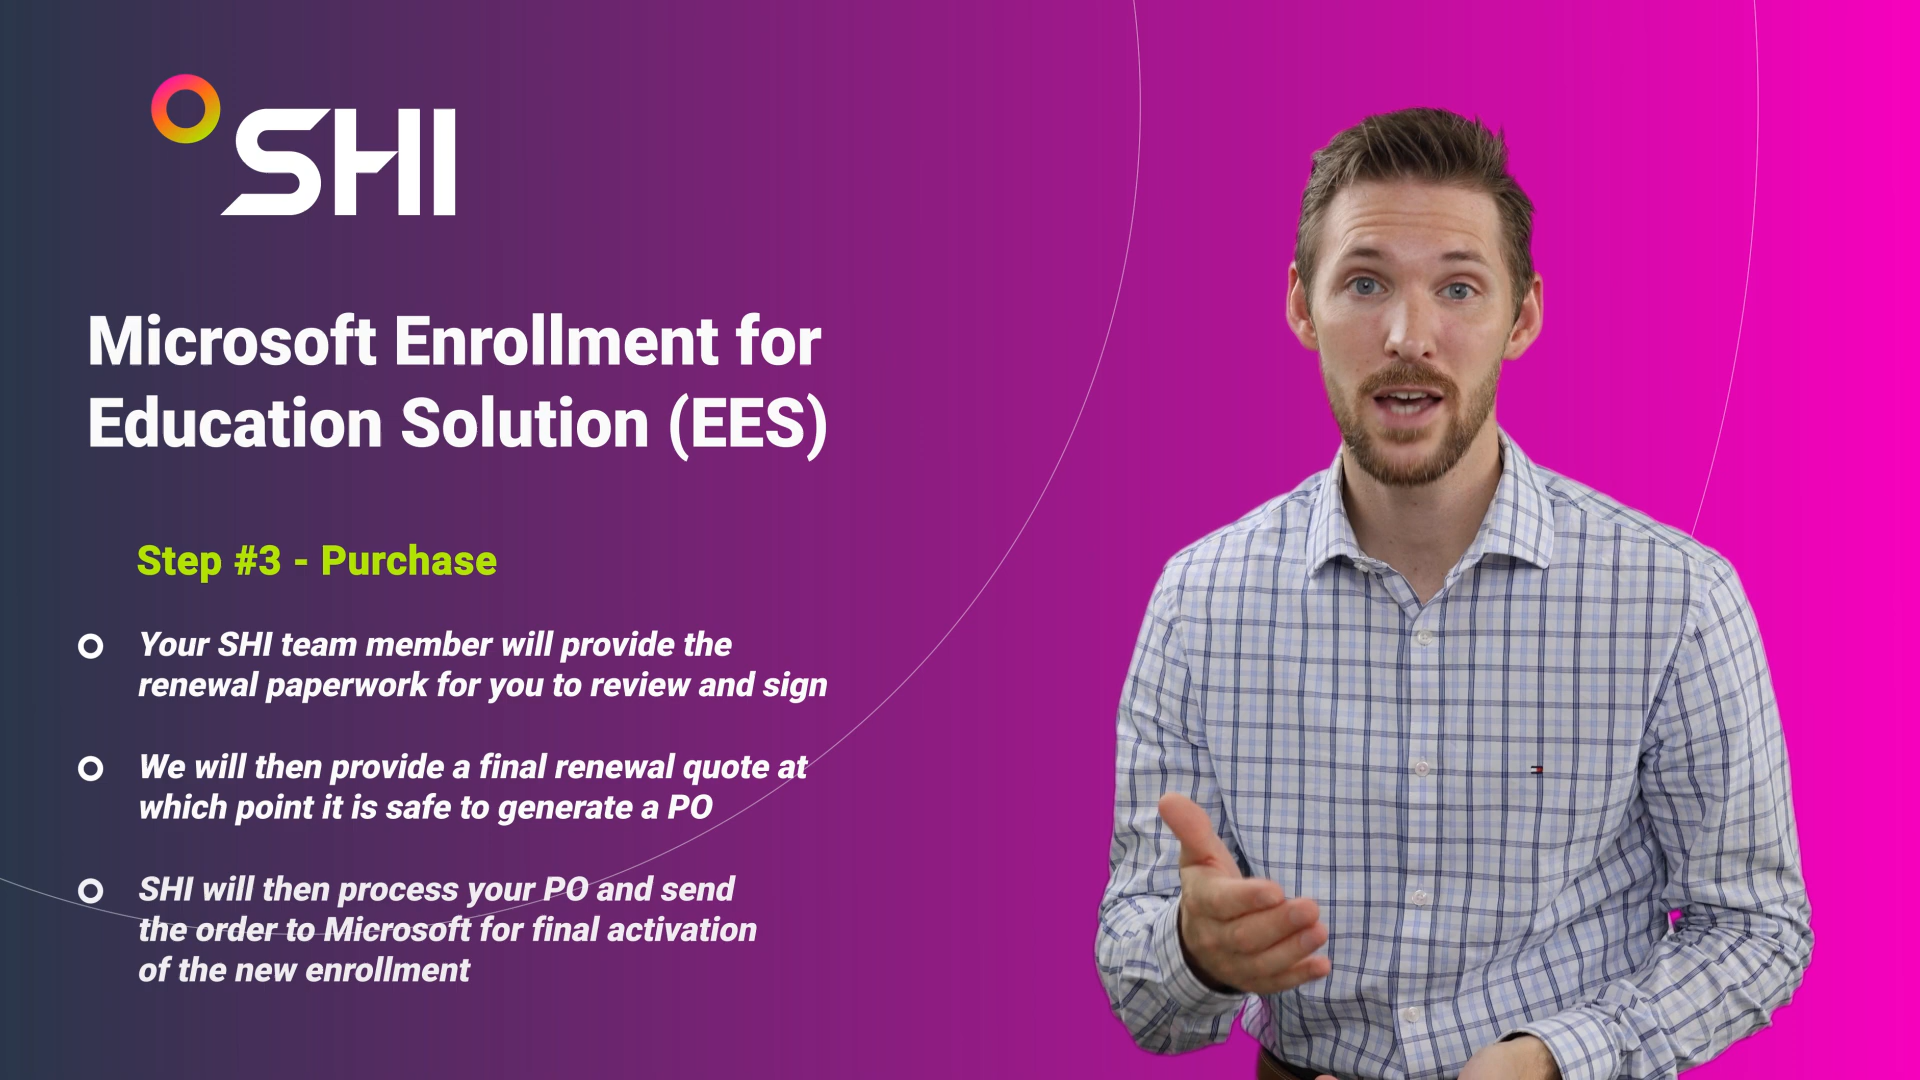 SHI
Microsoft Enrollment for
Education Solution (EES)
Step #3 - Purchase
Your SHI team member will provide the
renewal paperwork for you to review and sign
We will then provide a final renewal quote at
which point it is safe to generate a PO
SHI will then process your PO and send
the order to Microsoft for final activation
of the new enrollment